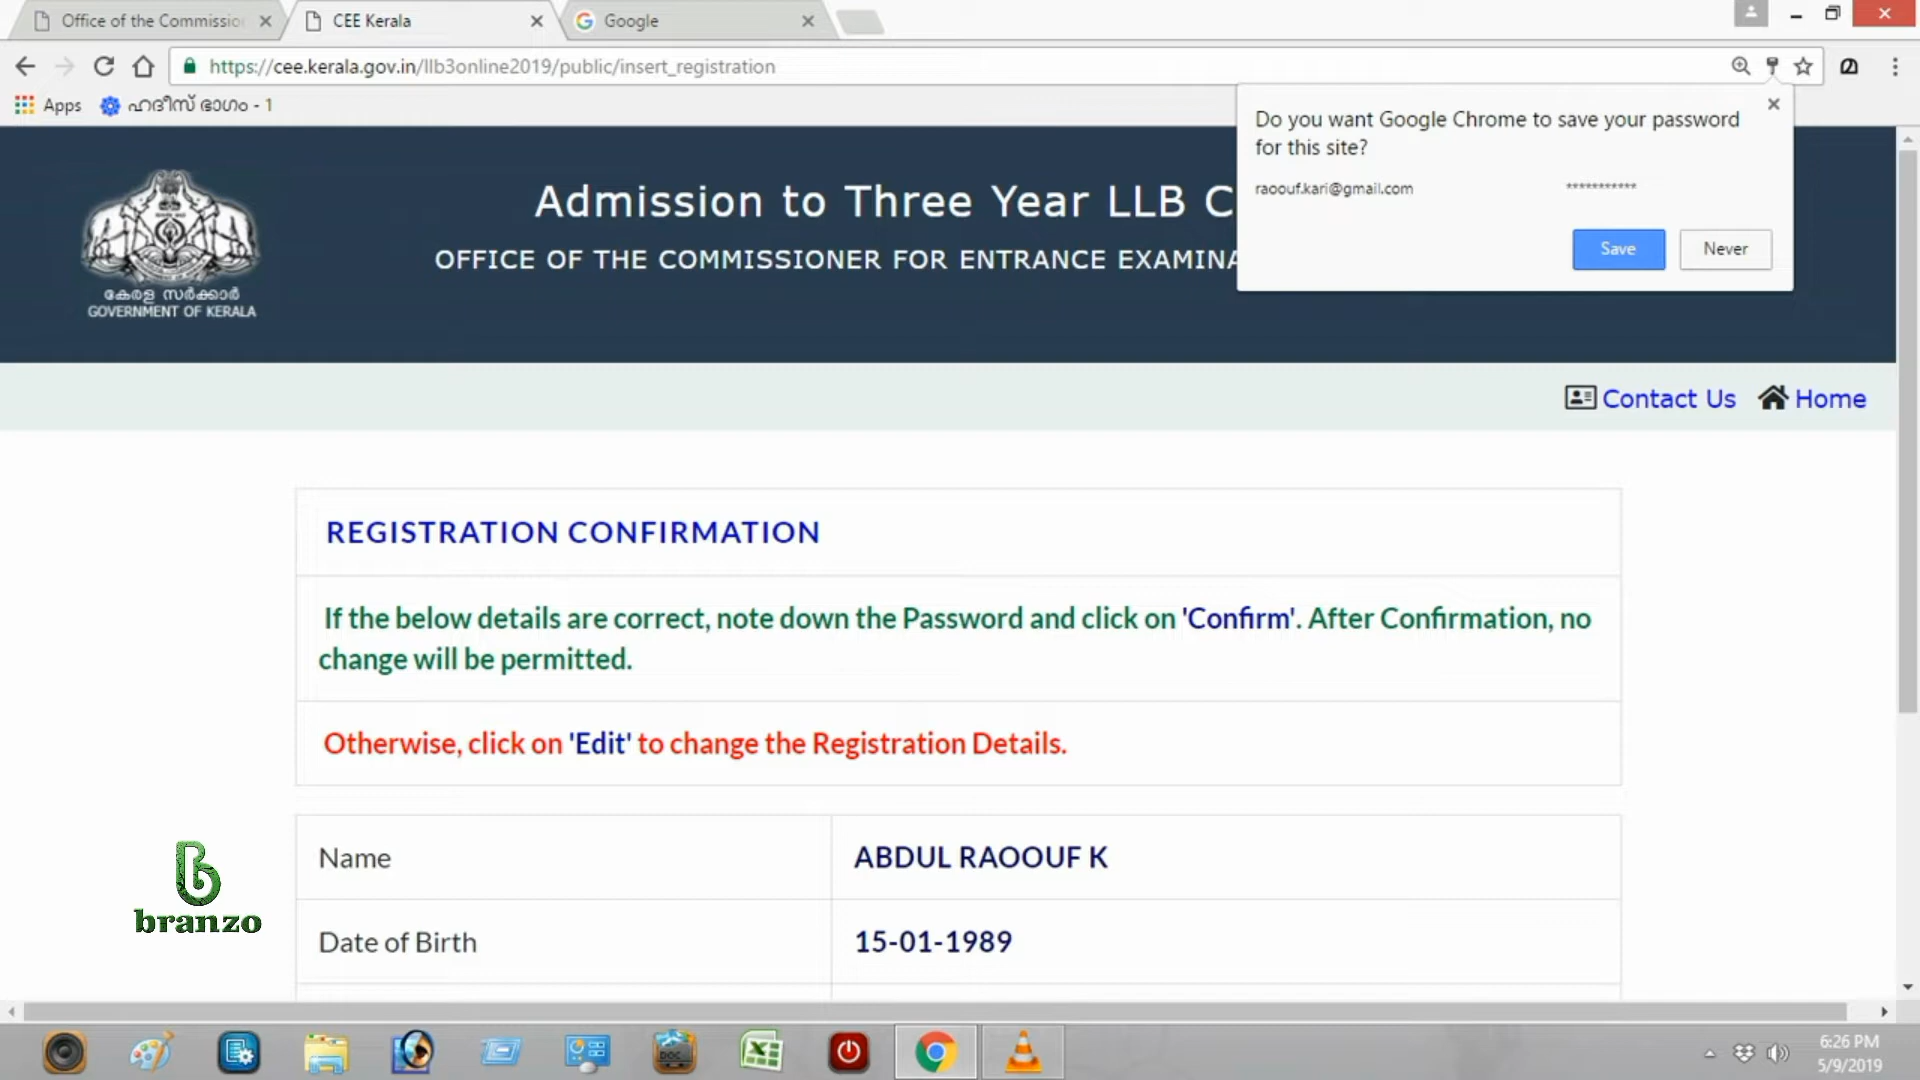 Office of the Commissio
CEE Kerala
Google
https://cee.kerala.gov.in/llb3online2019/public/insert_registration
Apps
ഹദീസ് ഭാഗം - 1
Do you want Google Chrome to save your password
for this site?
raoouf.kari@gmail.com
***********
Save
Never
Admission to Three Year LLB C
OFFICE OF THE COMMISSIONER FOR ENTRANCE EXAMINA
കേരള സർക്കാർ
GOVERNMENT OF KERALA
Contact Us
Home
REGISTRATION CONFIRMATION
If the below details are correct, note down the Password and click on 'Confirm'. After Confirmation, no
change will be permitted.
Otherwise, click on 'Edit' to change the Registration Details.
Name
ABDUL RAOOUF K
Date of Birth
15-01-1989
branzo
DOC
6:26 PM
5/9/2019